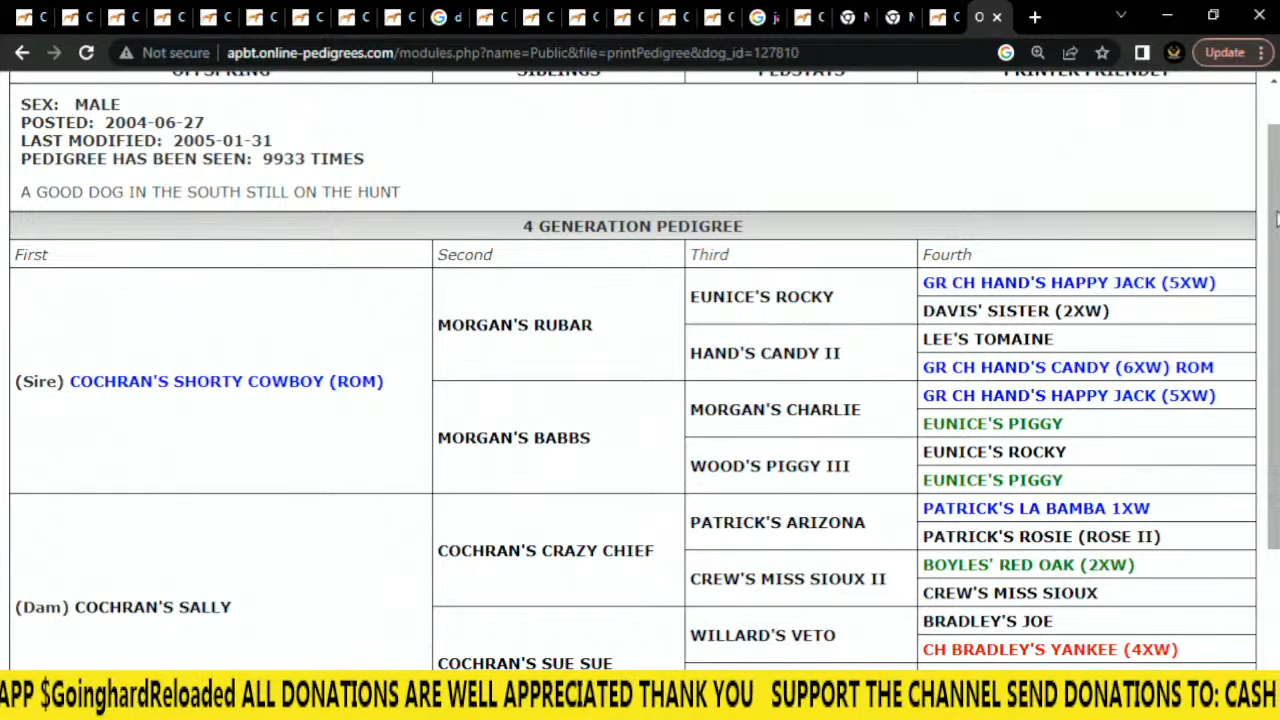 Not secure apbt.online-pedigrees.com/modules.php?name=Public&file=printPedigree&dog_id=127810 Update
OFFSPRING SIBLINGS PEDSTATS PRINTER FRIENDLY
SEX: MALE
POSTED: 2004-06-27
LAST MODIFIED: 2005-01-31
PEDIGREE HAS BEEN SEEN: 9933 TIMES
A GOOD DOG IN THE SOUTH STILL ON THE HUNT
4 GENERATION PEDIGREE
First Second Third Fourth
(Sire) COCHRAN'S SHORTY COWBOY (ROM)
MORGAN'S RUBAR
EUNICE'S ROCKY
GR CH HAND'S HAPPY JACK (5XW)
DAVIS' SISTER (2XW)
HAND'S CANDY II
LEE'S TOMAINE
GR CH HAND'S CANDY (6XW) ROM
MORGAN'S BABBS
MORGAN'S CHARLIE
GR CH HAND'S HAPPY JACK (5XW)
EUNICE'S PIGGY
WOOD'S PIGGY III
EUNICE'S ROCKY
EUNICE'S PIGGY
(Dam) COCHRAN'S SALLY
COCHRAN'S CRAZY CHIEF
PATRICK'S ARIZONA
PATRICK'S LA BAMBA 1XW
PATRICK'S ROSIE (ROSE II)
CREW'S MISS SIOUX II
BOYLES' RED OAK (2XW)
CREW'S MISS SIOUX
COCHRAN'S SUE SUE
WILLARD'S VETO
BRADLEY'S JOE
CH BRADLEY'S YANKEE (4XW)
APP $GoinghardReloaded ALL DONATIONS ARE WELL APPRECIATED THANK YOU SUPPORT THE CHANNEL SEND DONATIONS TO: CASH